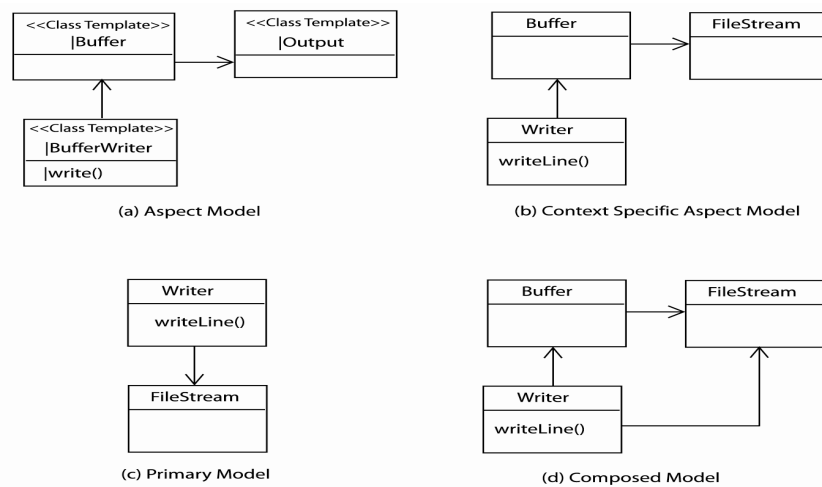 <<Class Template>>
|Buffer
<<Class Template>>
|Output
<<Class Template>>
|BufferWriter
|write()
(a) Aspect Model
Buffer
FileStream
Writer
writeLine()
(b) Context Specific Aspect Model
Writer
writeLine()
FileStream
(c) Primary Model
Buffer
FileStream
Writer
writeLine()
(d) Composed Model